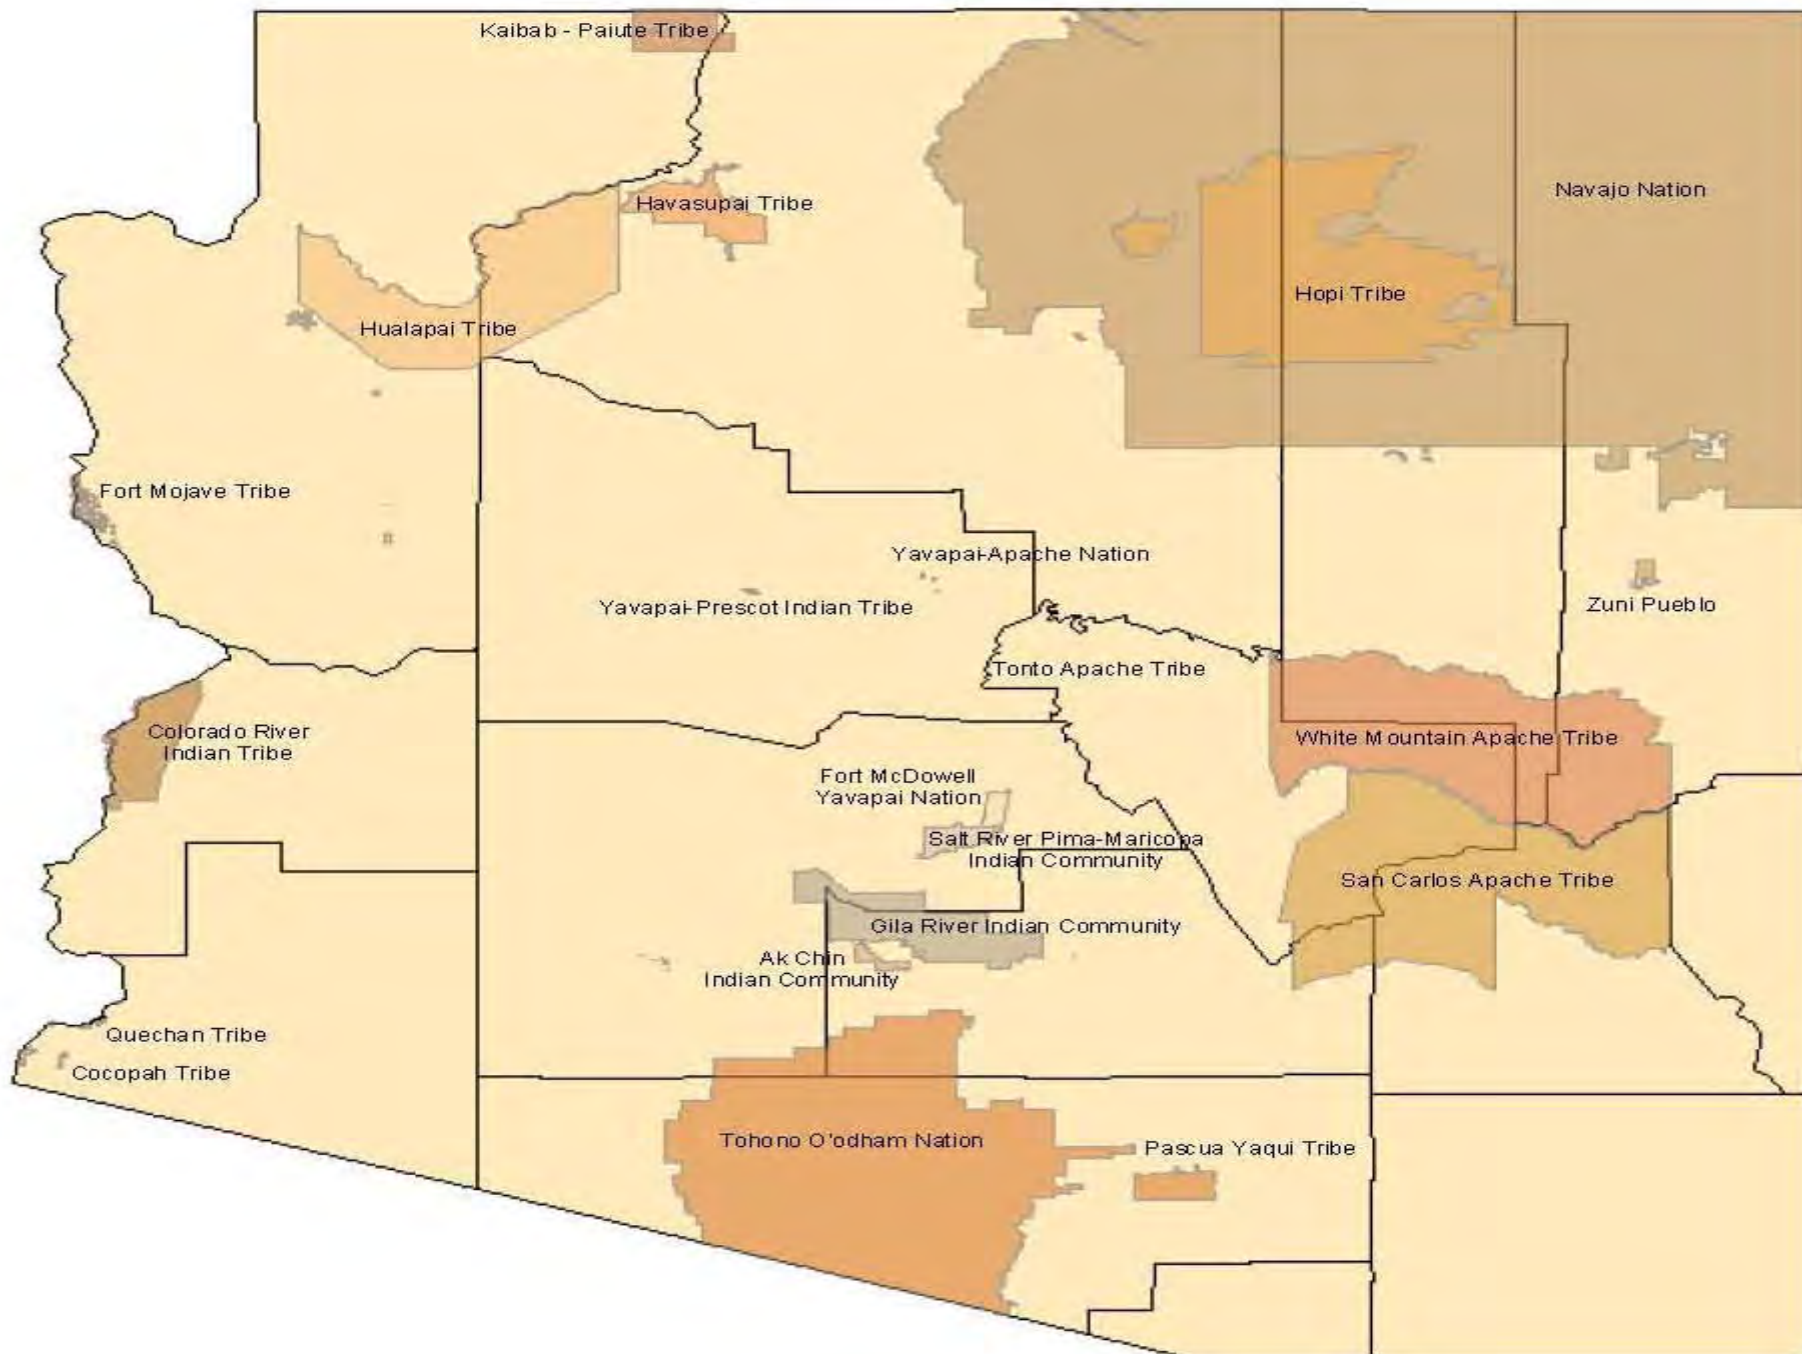 Kaibab - Paiute Tribe
Navajo Nation
Havasupai Tribe
Hopi Tribe
Hualapai Tribe
Fort Mojave Tribe
Yavapai-Apache Nation
Yavapai-Prescot Indian Tribe
Zuni Pueblo
Tonto Apache Tribe
Colorado River
Indian Tribe
White Mountain Apache Tribe
Fort McDowell
Yavapai Nation
Salt River Pima-Maricopa
Indian Community
San Carlos Apache Tribe
Gila River Indian Community
Ak Chin
Indian Community
Quechan Tribe
Cocopah Tribe
Tohono O'odham Nation
Pascua Yaqui Tribe